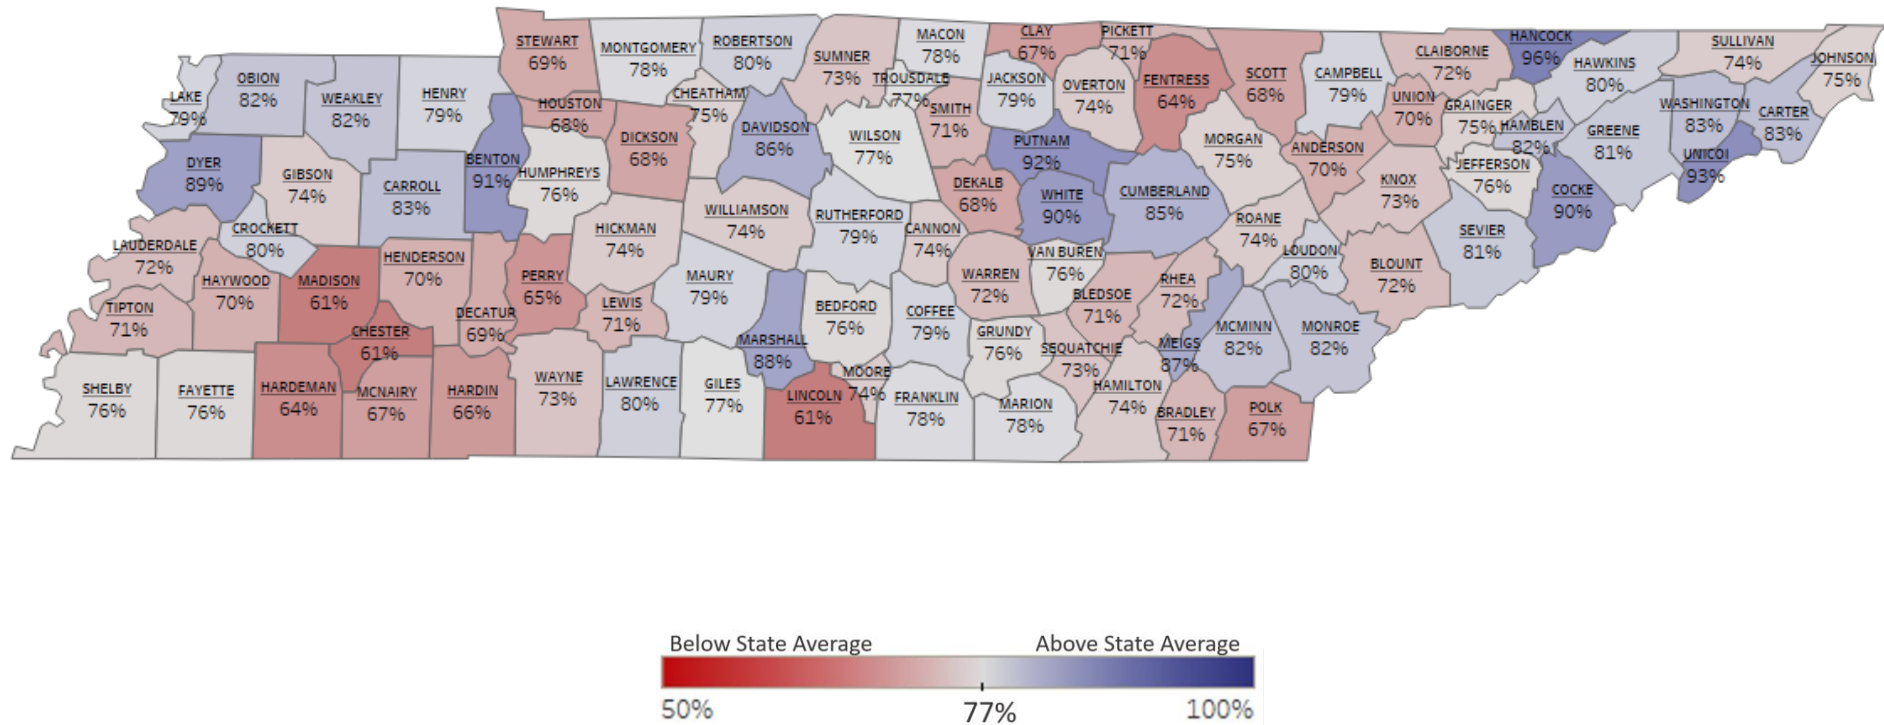 STEWART
69%
MONTGOMERY
78%
ROBERTSON
80%
SUMNER
73%
MACON
78%
TROUSDALE
77%
CLAY
67%
PICKETT
71%
FENTRESS
64%
SCOTT
68%
CAMPBELL
79%
CLAIBORNE
72%
HANCOCK
96%
HAWKINS
80%
SULLIVAN
74%
JOHNSON
75%
LAKE
79%
OBION
82%
WEAKLEY
82%
HENRY
79%
HOUSTON
68%
DICKSON
68%
CHEATHAM
75%
DAVIDSON
86%
WILSON
77%
SMITH
71%
JACKSON
79%
OVERTON
74%
MORGAN
75%
ANDERSON
70%
UNION
70%
GRAINGER
75%
HAMBLEN
82%
GREENE
81%
WASHINGTON
83%
CARTER
83%
UNICOI
93%
DYER
89%
GIBSON
74%
CARROLL
83%
BENTON
91%
HUMPHREYS
76%
HICKMAN
74%
WILLIAMSON
74%
RUTHERFORD
79%
CANNON
74%
DEKALB
68%
PUTNAM
92%
WHITE
90%
CUMBERLAND
85%
ROANE
74%
KNOX
73%
JEFFERSON
76%
COCKE
90%
SEVIER
81%
LAUDERDALE
72%
CROCKETT
80%
HAYWOOD
70%
MADISON
61%
HENDERSON
70%
DECATUR
69%
PERRY
65%
LEWIS
71%
MAURY
79%
MARSHALL
88%
BEDFORD
76%
COFFEE
79%
WARREN
72%
VAN BUREN
76%
BLEDSOE
71%
RHEA
72%
MEIGS
87%
LOUDON
80%
BLOUNT
72%
TIPTON
71%
CHESTER
61%
GRUNDY
76%
SEQUATCHIE
73%
MCMINN
82%
MONROE
82%
SHELBY
76%
FAYETTE
76%
HARDEMAN
64%
MCNAIRY
67%
HARDIN
66%
WAYNE
73%
LAWRENCE
80%
GILES
77%
LINCOLN
61%
MOORE
74%
FRANKLIN
78%
MARION
78%
HAMILTON
74%
BRADLEY
71%
POLK
67%
Below State Average
Above State Average
50%
77%
100%